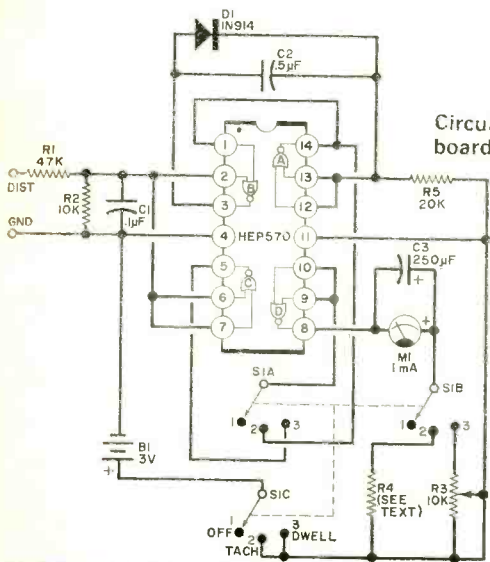 D1
IN914
C2
.5µF
Circu
board
R1
47K
DIST
R2
10K
C1
.1µF
GND
1
2
3
4
5
6
7
14
13
12
11
10
9
8
A
B
C
D
HEP570
R5
20K
C3
250µF
+
+
M1
1mA
S1A
1
2
3
S1B
1
2
3
B1
3V
+
S1C
OFF
1
2
TACH
3
DWELL
R4
(SEE
TEXT)
R3
10K